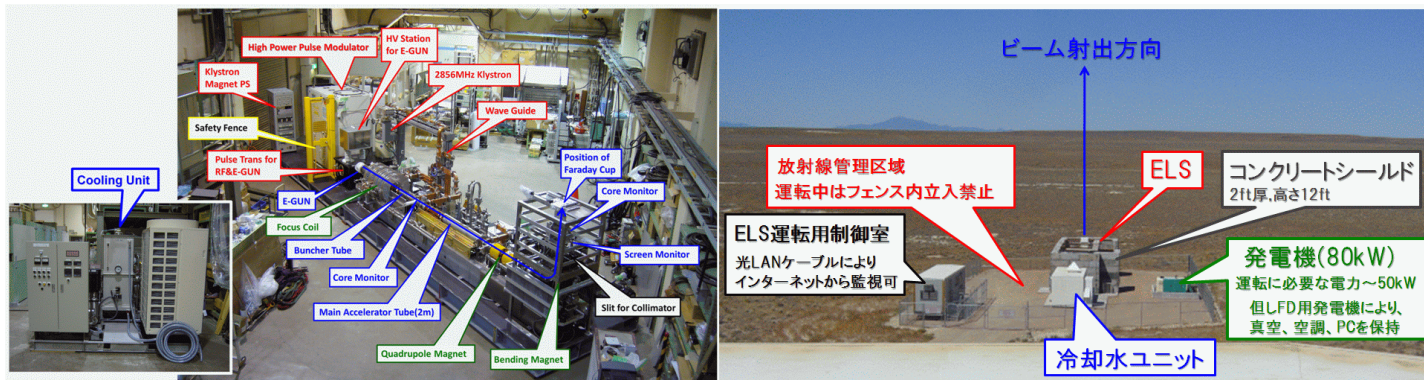 High Power Pulse Modulator
HV Station
for E-GUN
Klystron
Magnet PS
2856MHz Klystron
Wave Guide
Safety Fence
Pulse Trans for
RF&E-GUN
Position of
Faraday Cup
Cooling Unit
Core Monitor
E-GUN
Focus Coil
Buncher Tube
Screen Monitor
Core Monitor
Slit for Collimator
Main Accelerator Tube(2m)
Quadrupole Magnet
Bending Magnet
ビーム射出方向
放射線管理区域
運転中はフェンス内立入禁止
ELS
コンクリートシールド
2ft厚,高さ12ft
ELS運転用制御室
光LANケーブルにより
インターネットから監視可
発電機(80kW)
運転に必要な電力~50kW
但しFD用発電機により、
真空、空調、PCを保持
冷却水ユニット